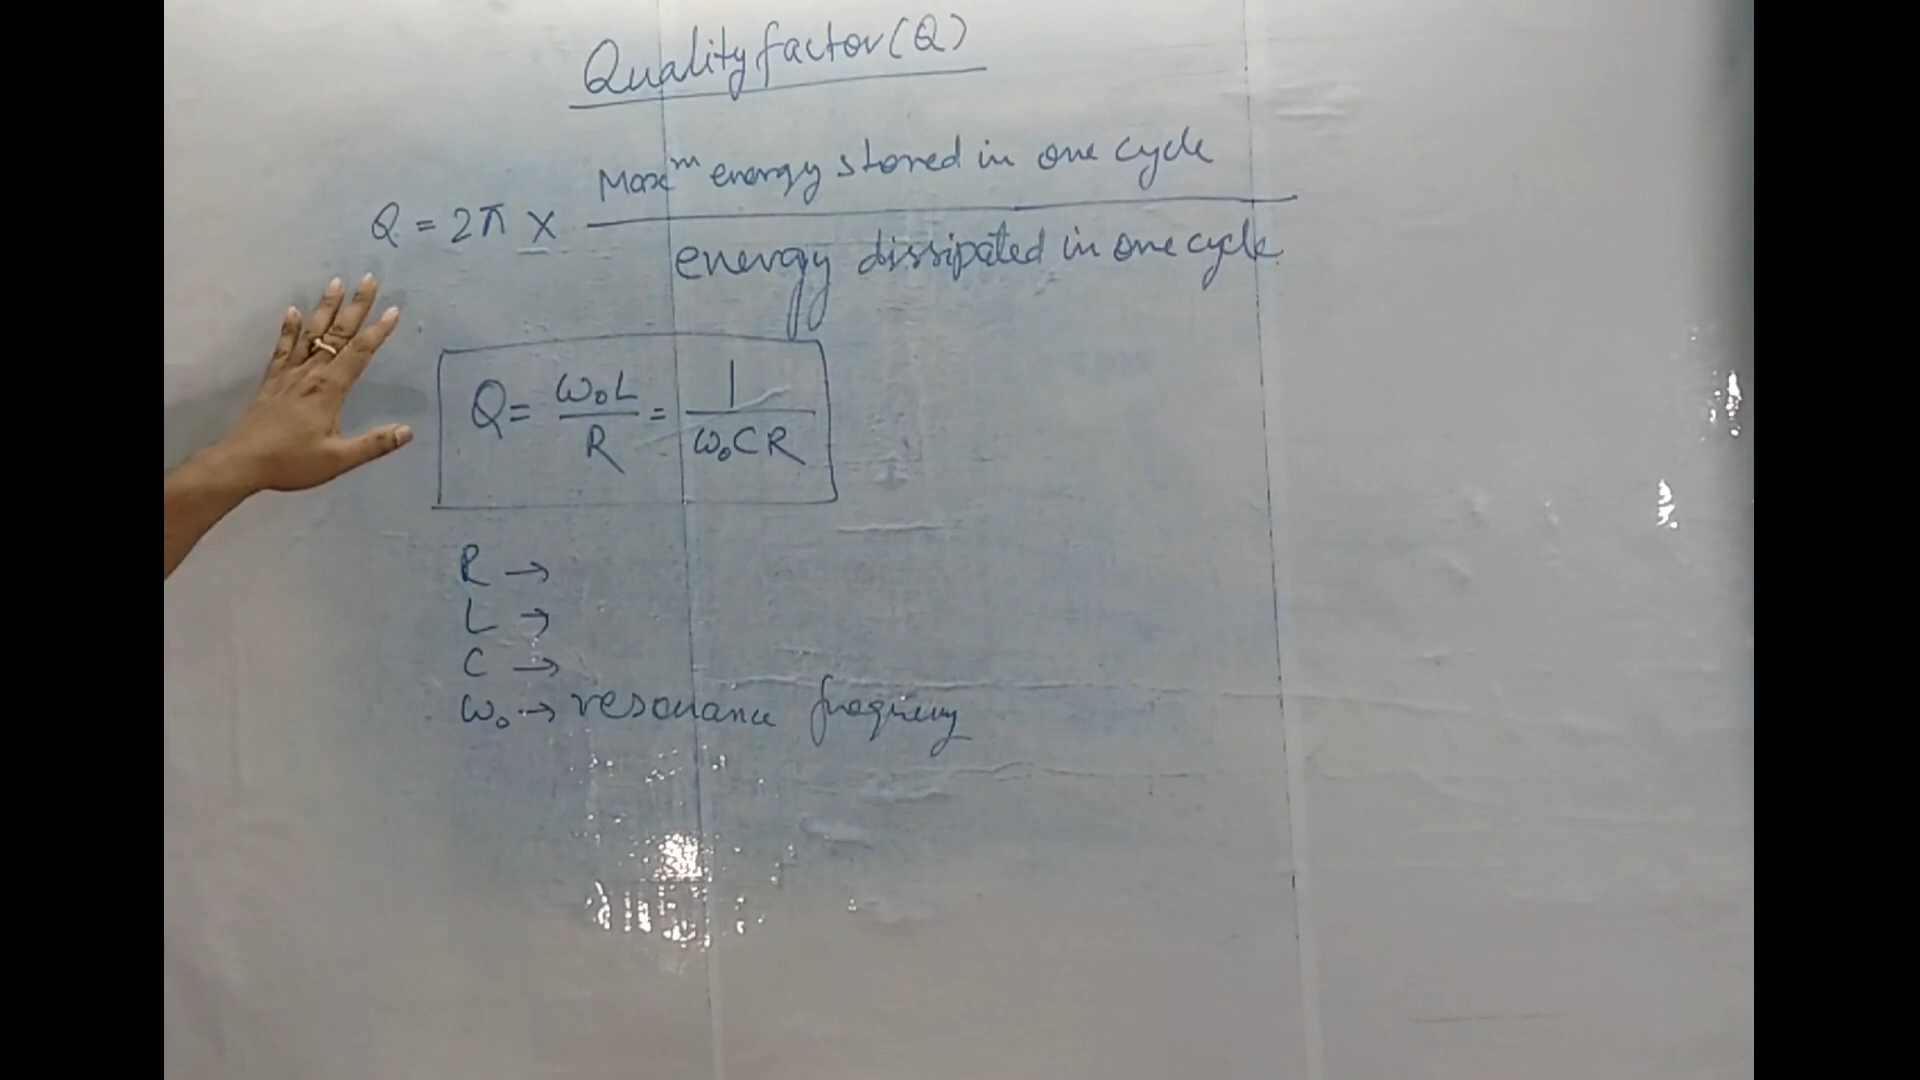 Quality factor (Q)
Q = 2π × Maxᵐ energy stored in one cycle / energy dissipated in one cycle
Q = ω₀L / R = 1 / ω₀CR
R →
L →
C →
ω₀ → resonance frequency